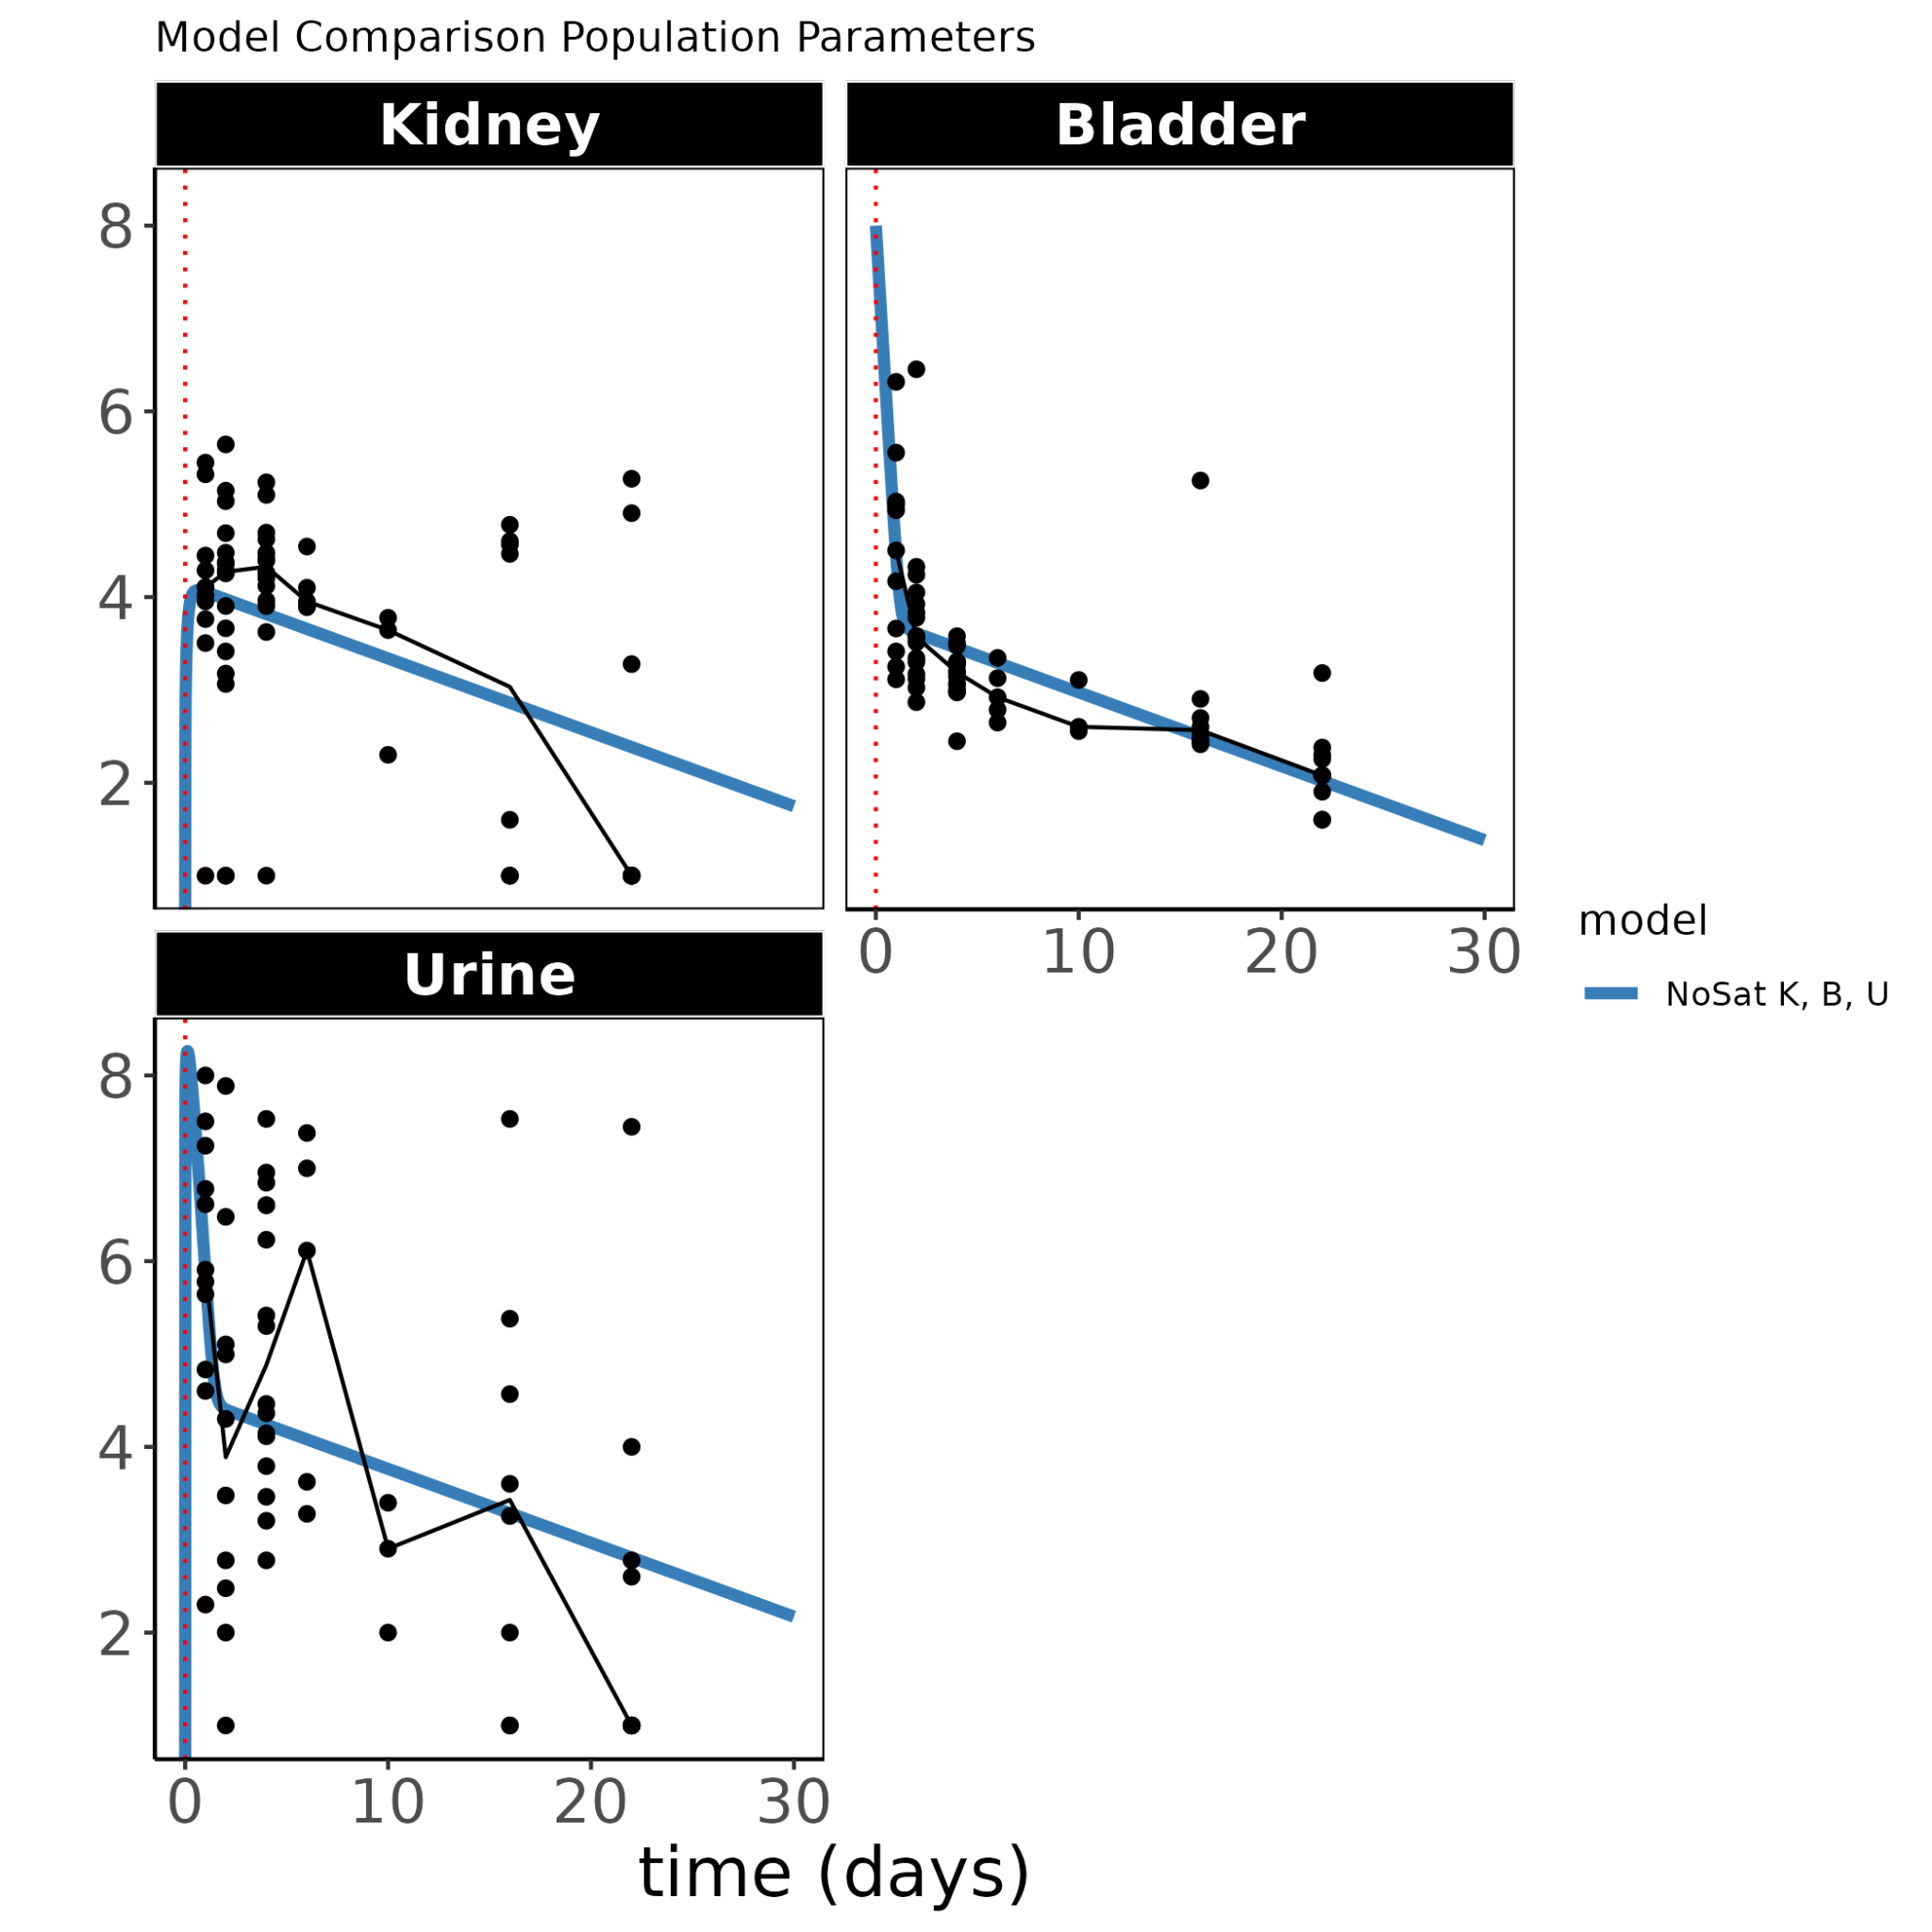 Model Comparison Population Parameters
Kidney
Bladder
8
6
4
2
0 10 20 30
model
NoSat K, B, U
Urine
8
6
4
2
0 10 20 30
time (days)